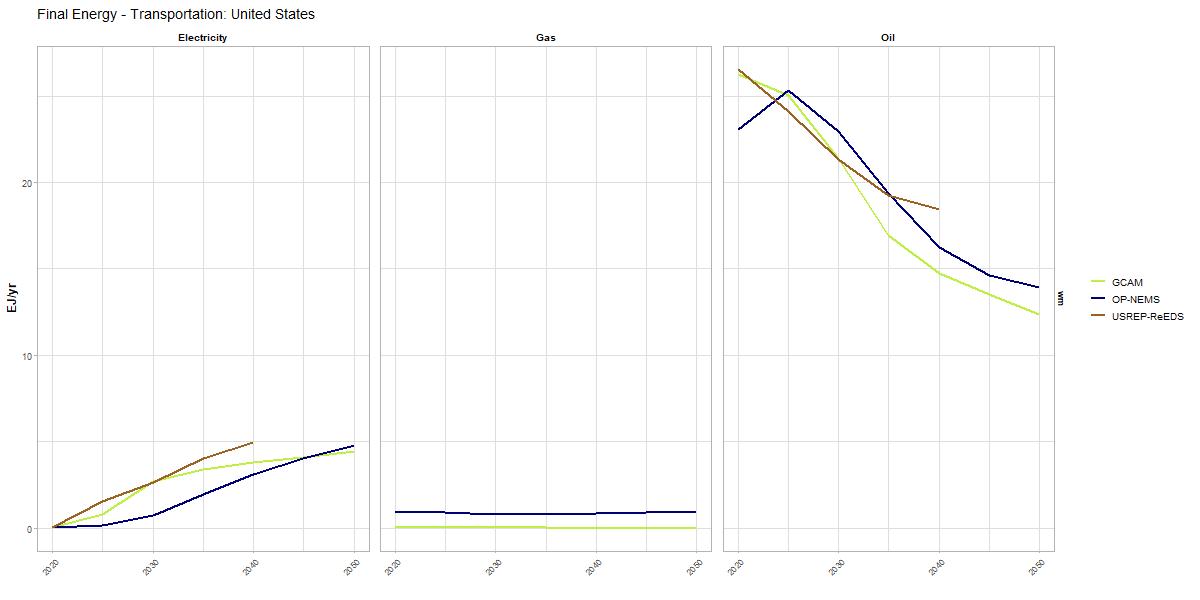 Final Energy - Transportation: United States
Electricity
Gas
Oil
EJ/yr
20
10
0
2020
2030
2040
2050
2020
2030
2040
2050
2020
2030
2040
2050
wm
GCAM
OP-NEMS
USREP-ReEDS